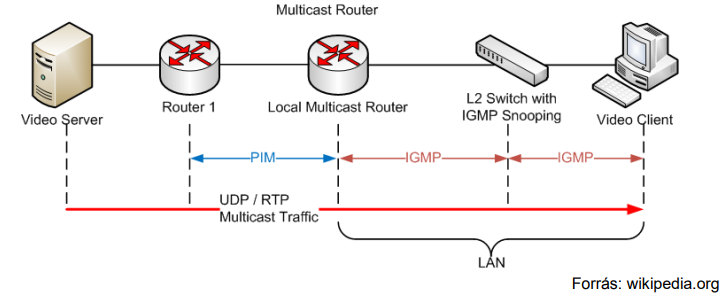 Multicast Router
Video Server
Router 1
Local Multicast Router
L2 Switch with
IGMP Snooping
Video Client
PIM
IGMP
IGMP
UDP / RTP
Multicast Traffic
LAN
Forrás: wikipedia.org